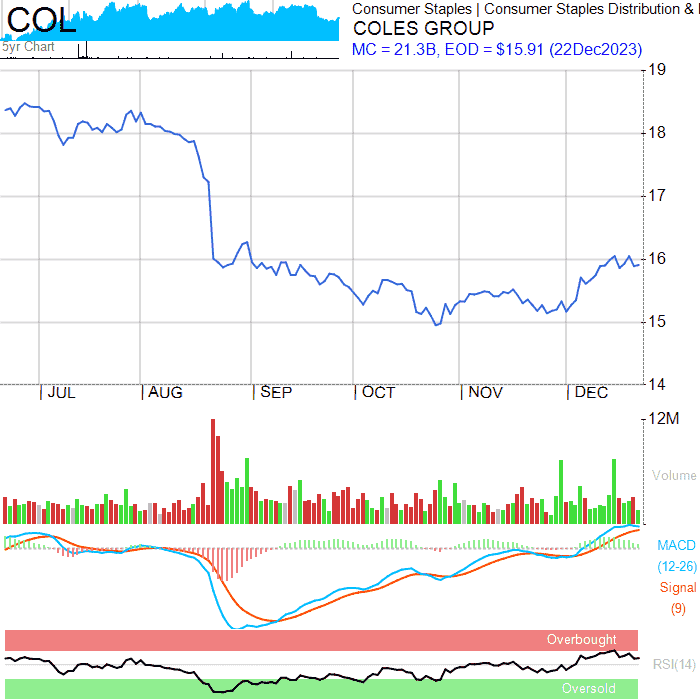 COL
Consumer Staples | Consumer Staples Distribution &
COLES GROUP
MC = 21.3B, EOD = $15.91 (22Dec2023)
5yr Chart
19
18
17
16
15
14
JUL
AUG
SEP
OCT
NOV
DEC
12M
Volume
MACD
(12-26)
Signal
(9)
Overbought
RSI(14)
Oversold